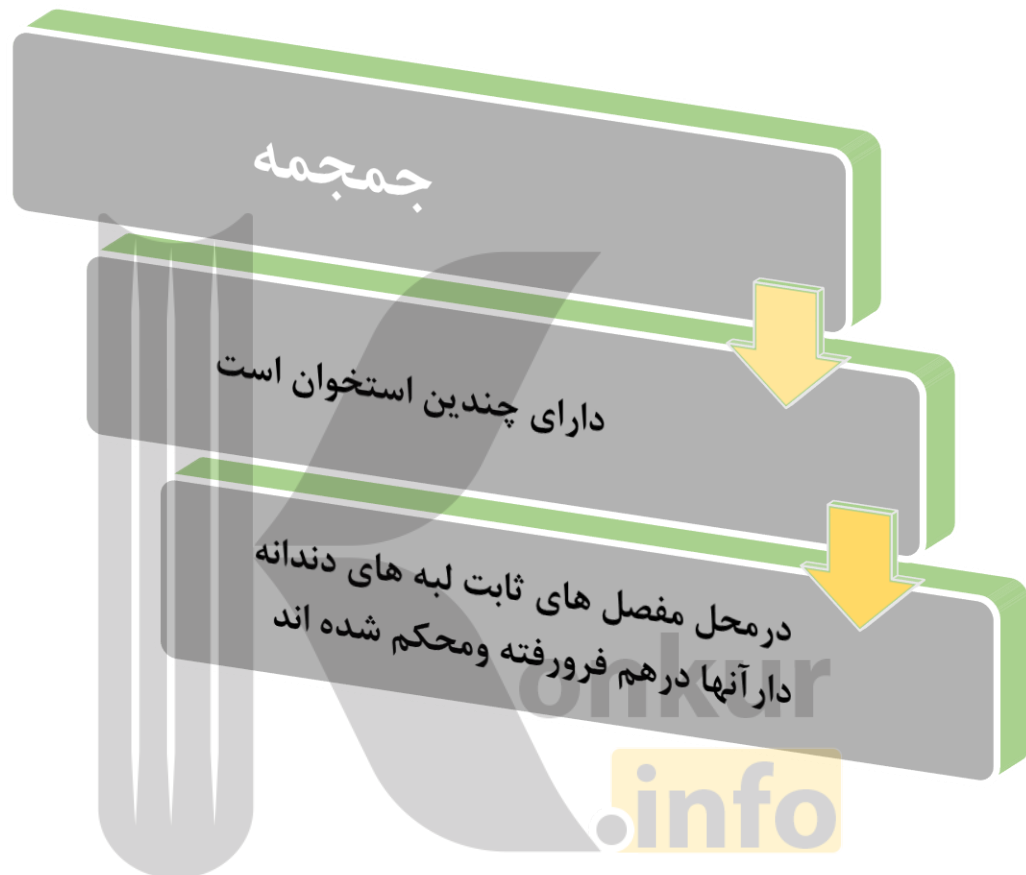 جمجمه
دارای چندین استخوان است
درمحل مفصل های ثابت لبه های دندانه
دارآنها درهم فرورفته ومحکم شده اند
Konkur
.info